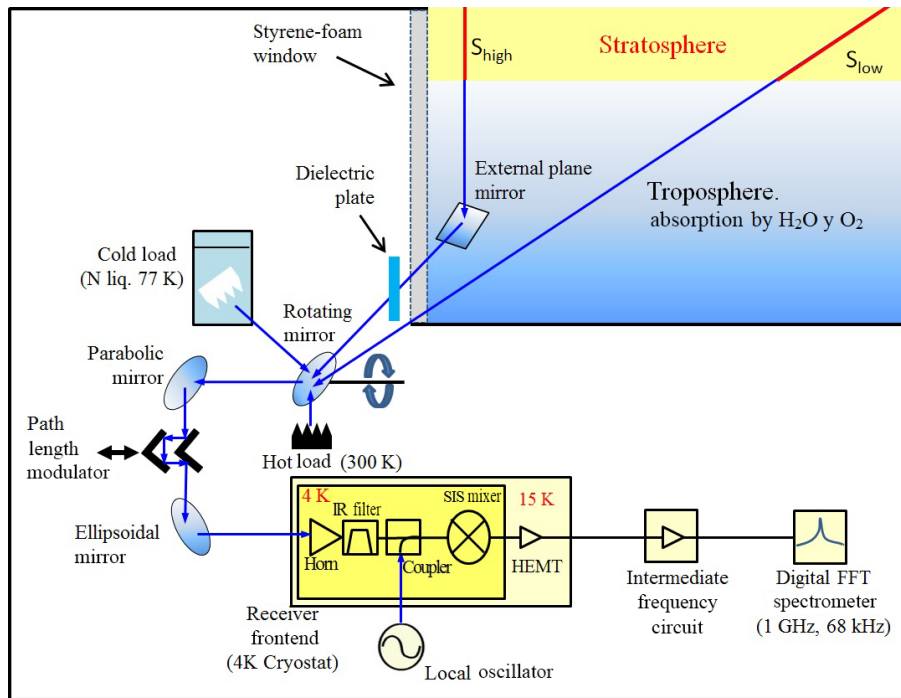 Styrene-foam
window
S_high
Stratosphere
S_low
External plane
mirror
Dielectric
plate
Troposphere.
absorption by H₂O y O₂
Cold load
(N liq. 77 K)
Rotating
mirror
Parabolic
mirror
Path
length
modulator
Hot load (300 K)
Ellipsoidal
mirror
4 K
IR filter
SIS mixer
15 K
Horn
Coupler
HEMT
Receiver
frontend
(4K Cryostat)
Local oscillator
Intermediate
frequency
circuit
Digital FFT
spectrometer
(1 GHz, 68 kHz)